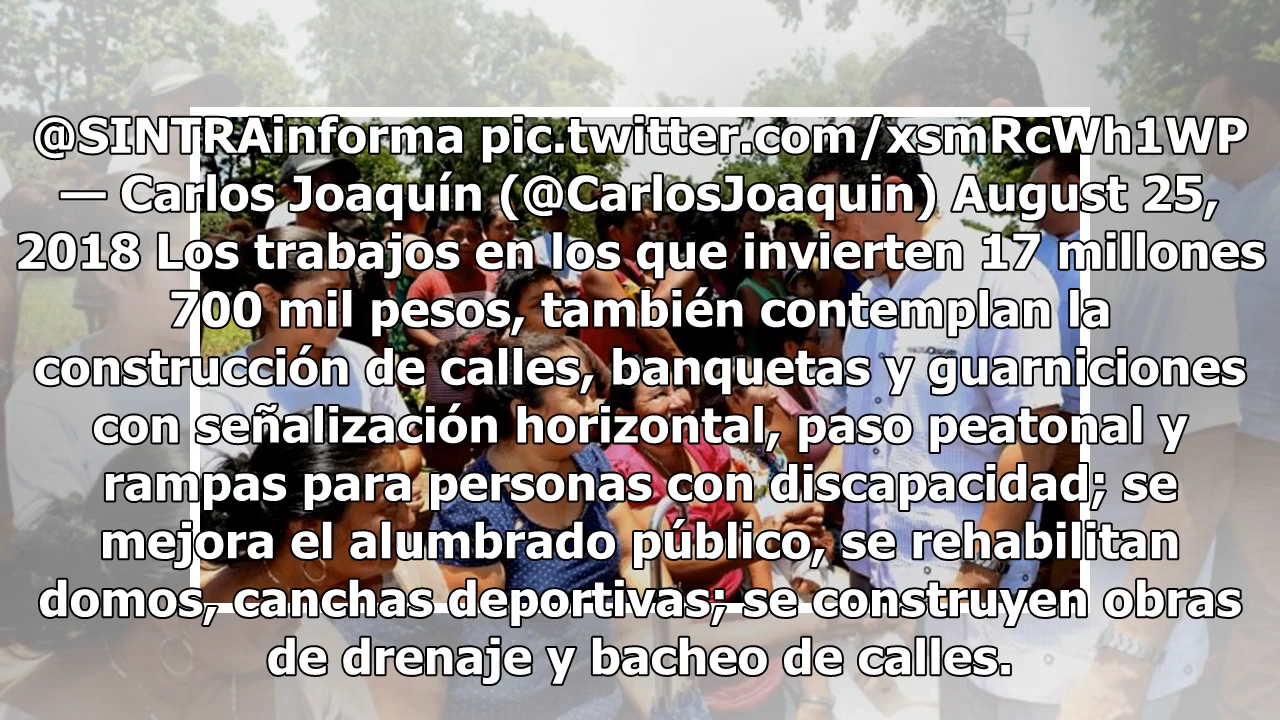 @SINTRAinforma pic.twitter.com/xsmRcWh1WP
— Carlos Joaquín (@CarlosJoaquin) August 25,
2018 Los trabajos en los que invierten 17 millones
700 mil pesos, también contemplan la
construcción de calles, banquetas y guarniciones
con señalización horizontal, paso peatonal y
rampas para personas con discapacidad; se
mejora el alumbrado público, se rehabilitan
domos, canchas deportivas; se construyen obras
de drenaje y bacheo de calles.